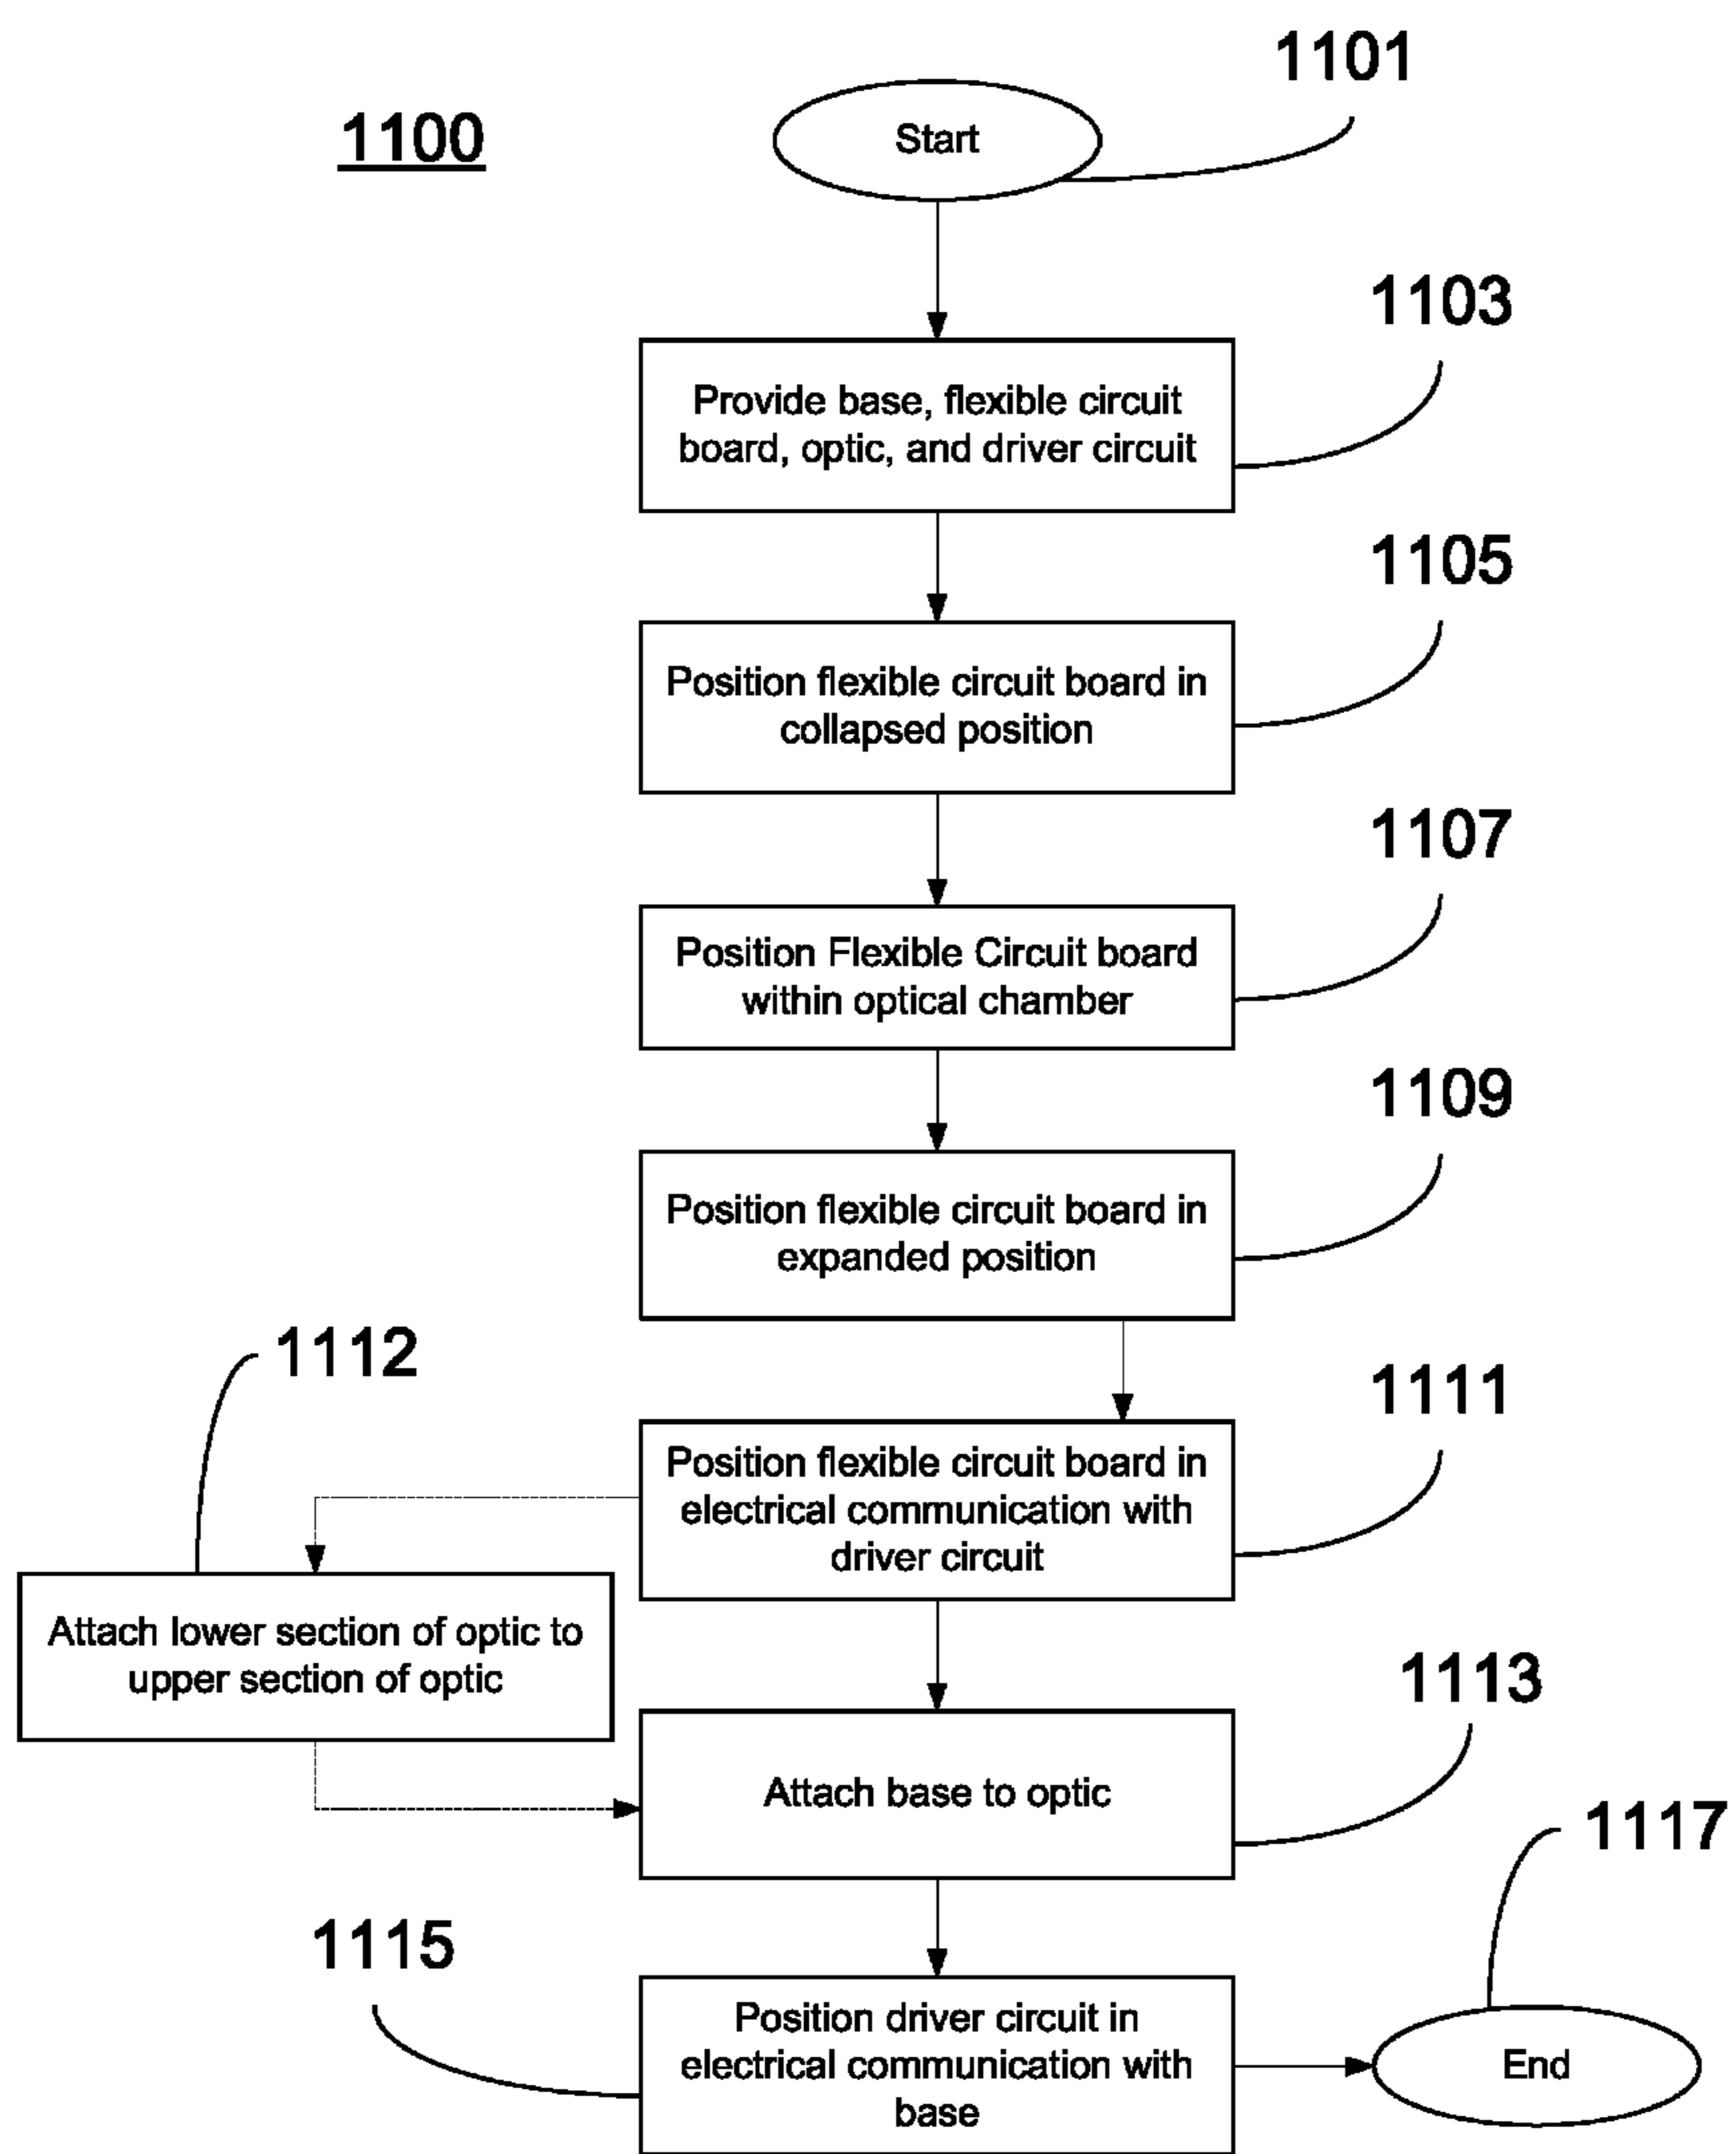 1101
1100
Start
1103
Provide base, flexible circuit
board, optic, and driver circuit
1105
Position flexible circuit board in
collapsed position
1107
Position Flexible Circuit board
within optical chamber
1109
Position flexible circuit board in
expanded position
1112
1111
Position flexible circuit board in
electrical communication with
driver circuit
Attach lower section of optic to
upper section of optic
1113
Attach base to optic
1117
1115
Position driver circuit in
electrical communication with
base
End